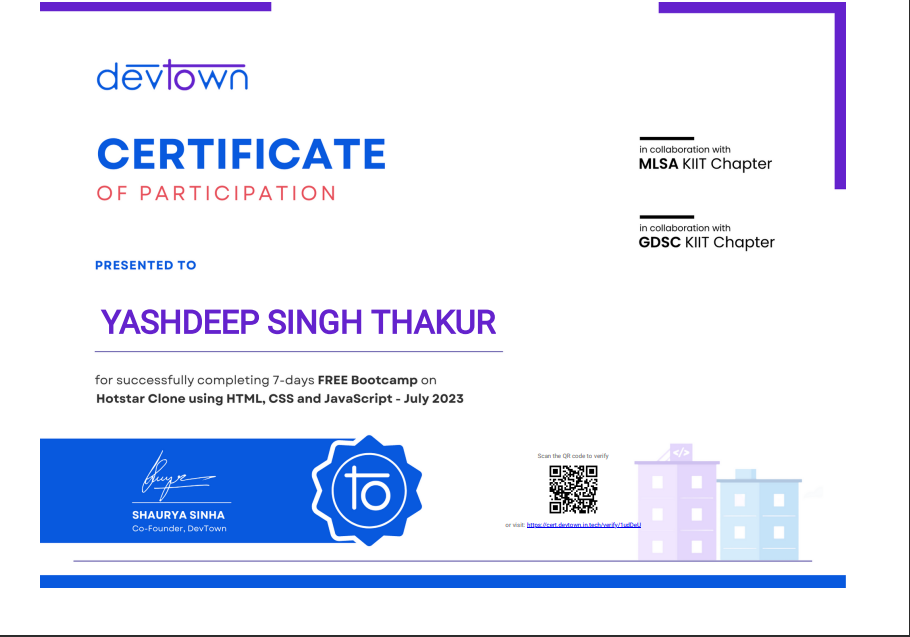 devtown
CERTIFICATE
OF PARTICIPATION
in collaboration with
MLSA KIIT Chapter
in collaboration with
GDSC KIIT Chapter
PRESENTED TO
YASHDEEP SINGH THAKUR
for successfully completing 7-days FREE Bootcamp on
Hotstar Clone using HTML, CSS and JavaScript - July 2023
SHAURYA SINHA
Co-Founder, DevTown
to
Scan the QR code to verify
or visit: https://cert.devtown.in.tech/verify/1udDeU
</>